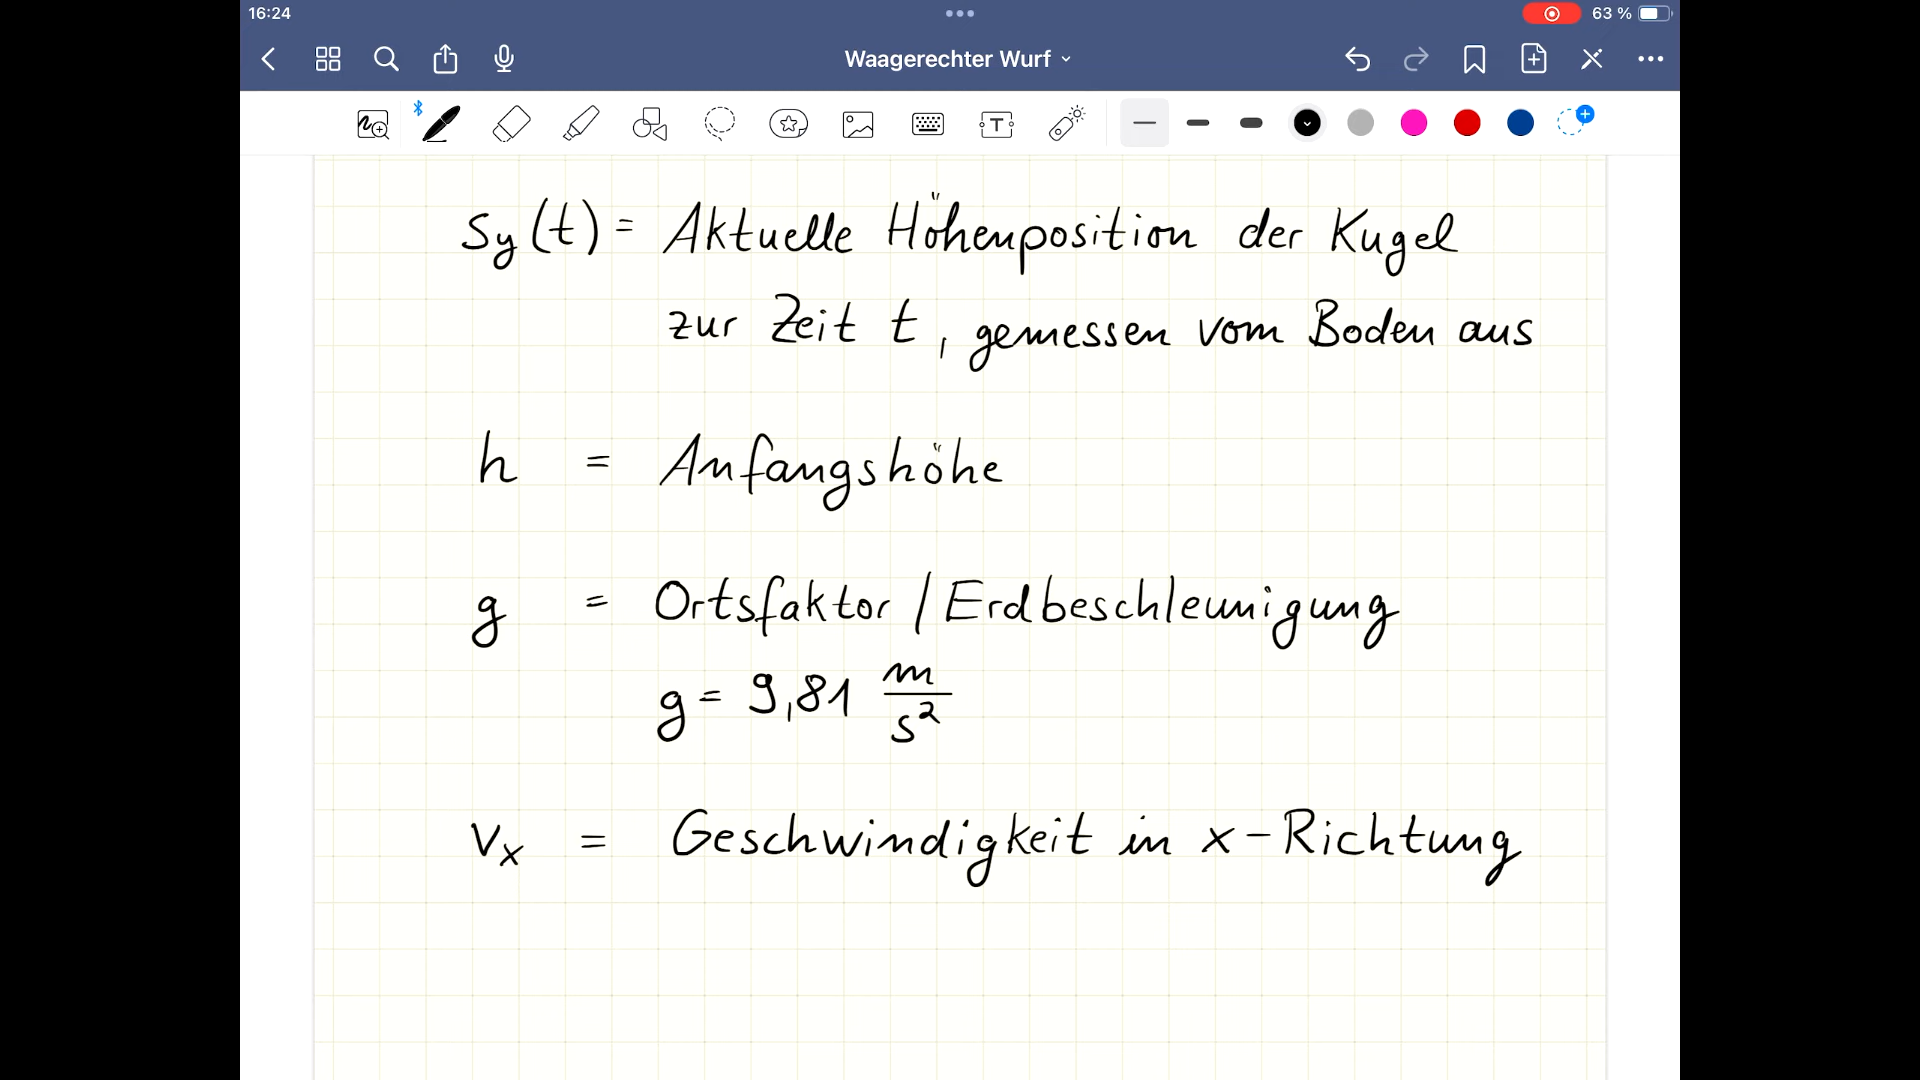 16:24
63 %
Waagerechter Wurf
T
sy(t) = Aktuelle Höhenposition der Kugel
zur Zeit t, gemessen vom Boden aus
h = Anfangshöhe
g = Ortsfaktor / Erdbeschleunigung
g = 9,81 m/s²
vx = Geschwindigkeit in x-Richtung